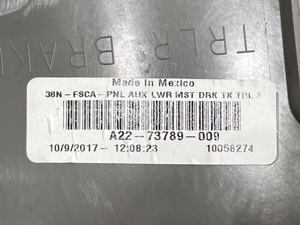 TRLR BRAKE
Made In Mexico
38N - FSCA - PNL AUX LWR MST DRK TK TPL A
A22-73789-009
10/9/2017- 12:08:23
10058274